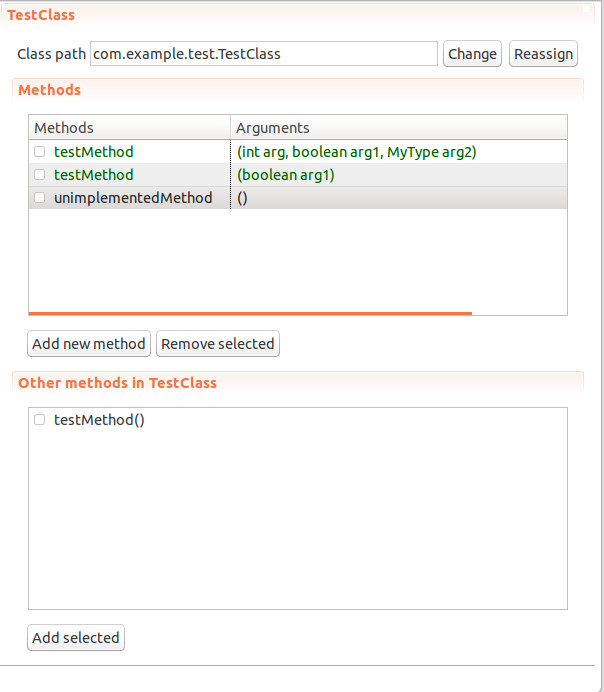 TestClass
Class path com.example.test.TestClass Change Reassign
Methods
Methods Arguments
testMethod (int arg, boolean arg1, MyType arg2)
testMethod (boolean arg1)
unimplementedMethod ()
Add new method Remove selected
Other methods in TestClass
testMethod()
Add selected